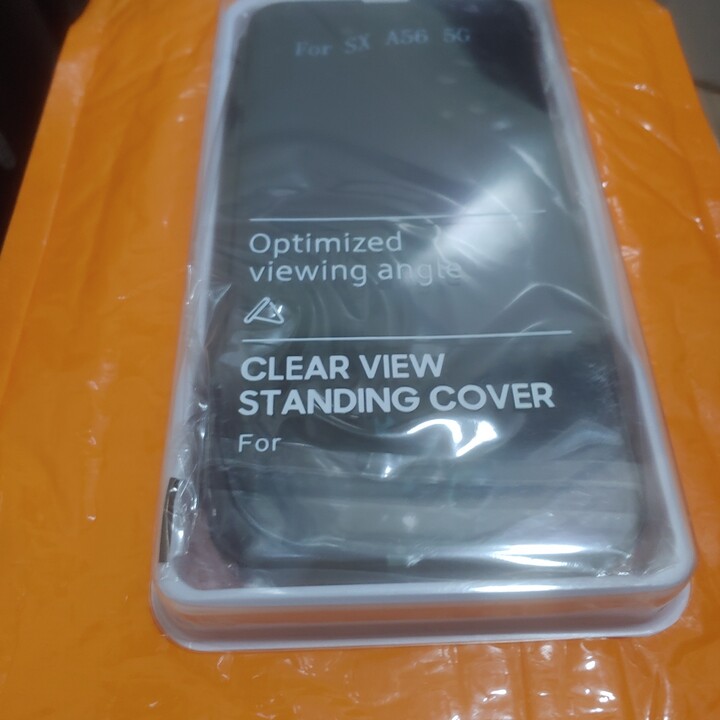 For SX A56 5G
Optimized
viewing angle
CLEAR VIEW
STANDING COVER
For